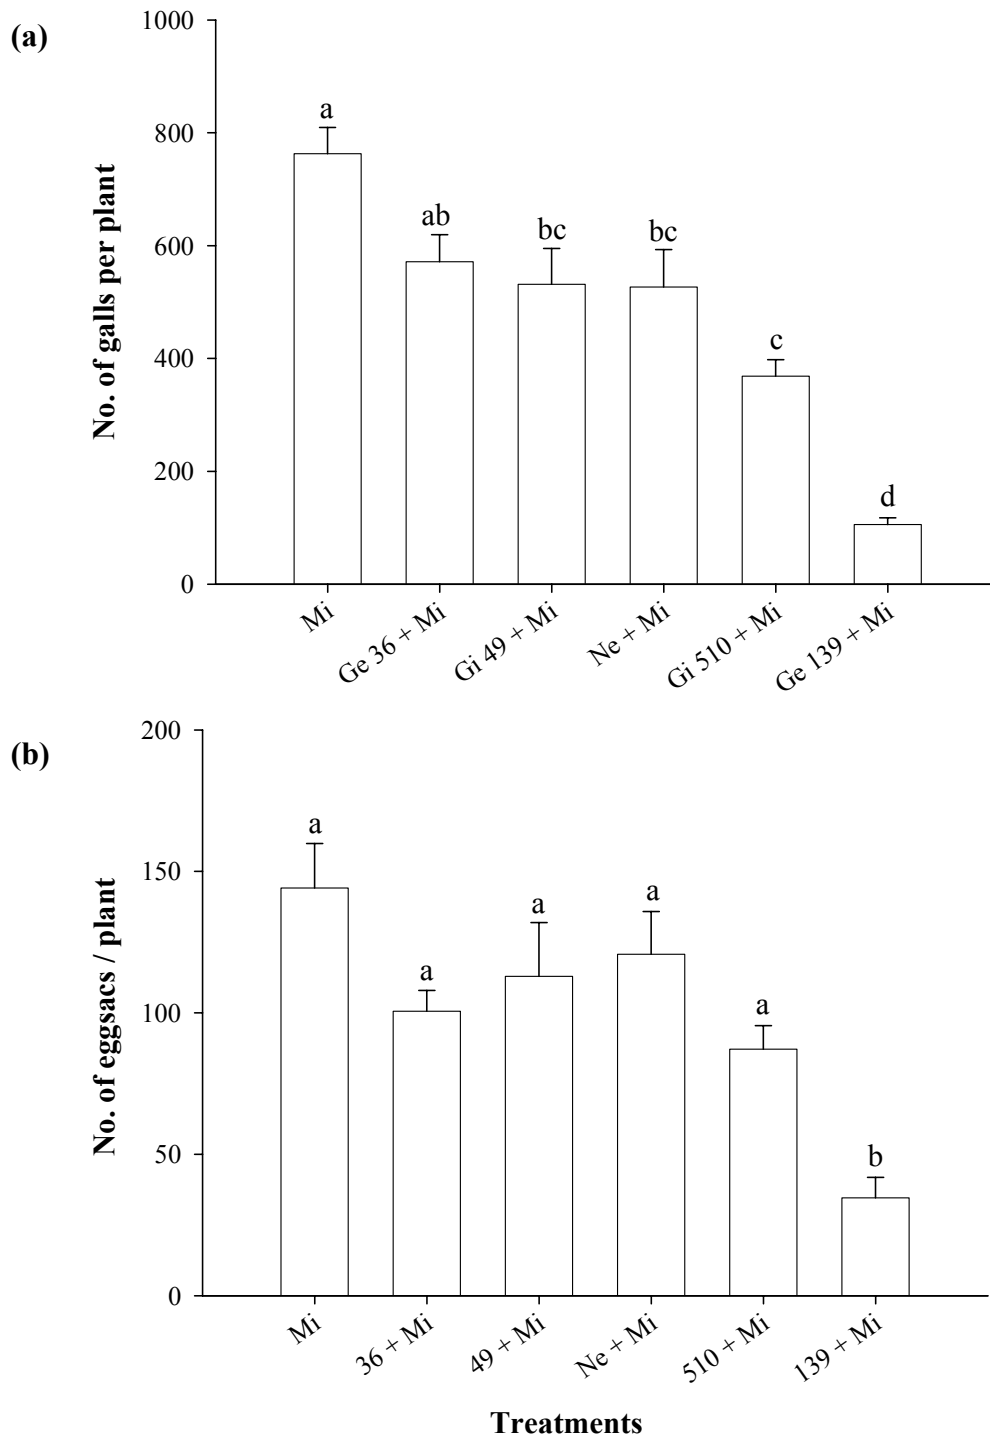 (a)
No. of galls per plant
1000
800
600
400
200
0
a
ab
bc
bc
c
d
Mi
Ge 36 + Mi
Gi 49 + Mi
Ne + Mi
Gi 510 + Mi
Ge 139 + Mi
(b)
No. of eggsacs / plant
200
150
100
50
0
a
a
a
a
a
b
Mi
36 + Mi
49 + Mi
Ne + Mi
510 + Mi
139 + Mi
Treatments